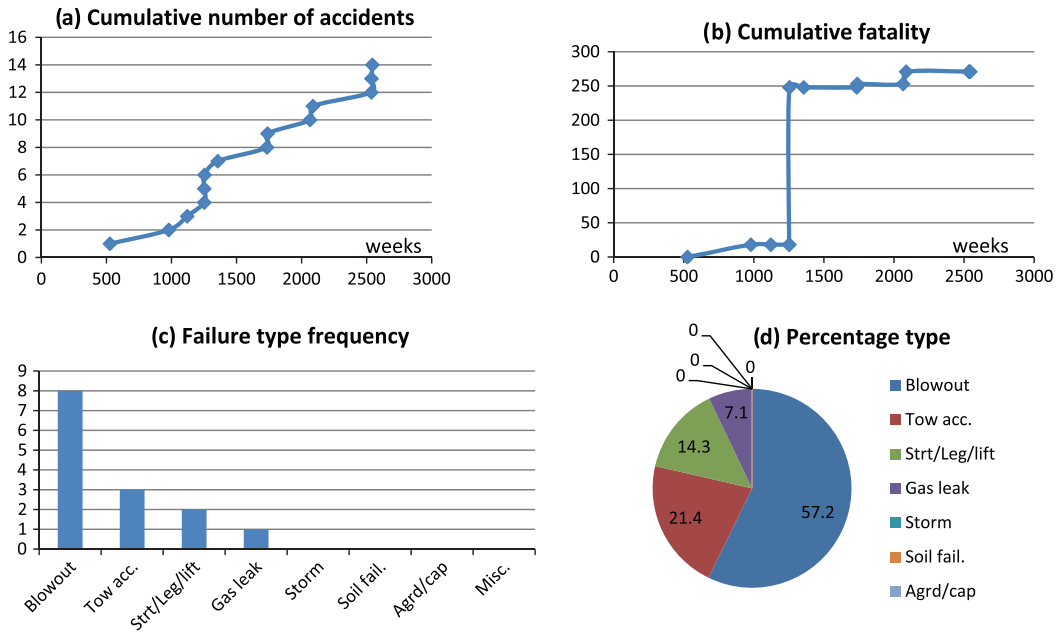 (a) Cumulative number of accidents
16
14
12
10
8
6
4
2
0
weeks
0 500 1000 1500 2000 2500 3000
(b) Cumulative fatality
300
250
200
150
100
50
0
weeks
0 500 1000 1500 2000 2500 3000
(c) Failure type frequency
9
8
7
6
5
4
3
2
1
0
Blowout
Tow acc.
Strt/Leg/lift
Gas leak
Storm
Soil fail.
Agrd/cap
Misc.
(d) Percentage type
0
0
0
0
7.1
14.3
21.4
57.2
Blowout
Tow acc.
Strt/Leg/lift
Gas leak
Storm
Soil fail.
Agrd/cap